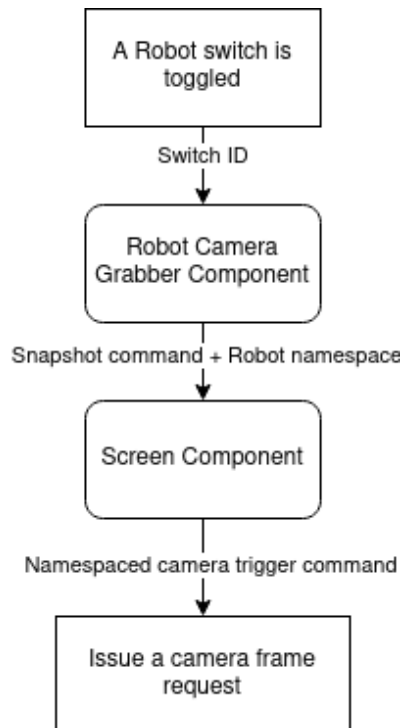 A Robot switch is
toggled
Switch ID
Robot Camera
Grabber Component
Snapshot command + Robot namespace
Screen Component
Namespaced camera trigger command
Issue a camera frame
request